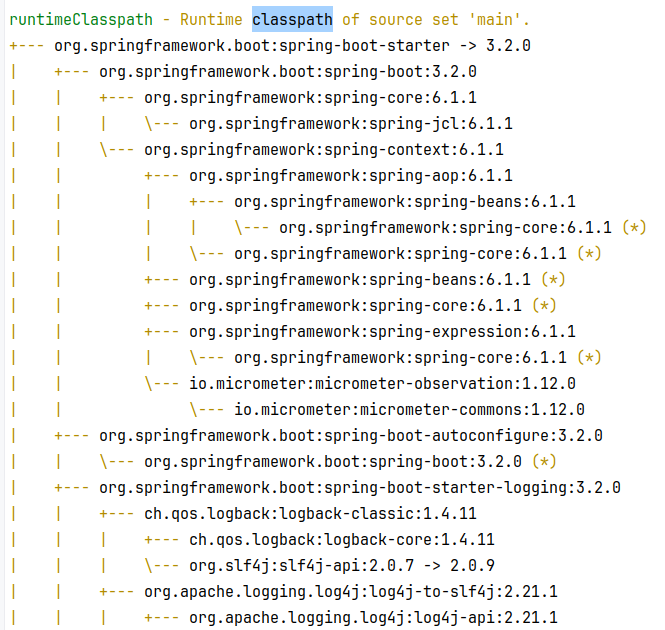 runtimeClasspath - Runtime classpath of source set 'main'.
+--- org.springframework.boot:spring-boot-starter -> 3.2.0
|    +--- org.springframework.boot:spring-boot:3.2.0
|    |    +--- org.springframework:spring-core:6.1.1
|    |    |    \--- org.springframework:spring-jcl:6.1.1
|    |    \--- org.springframework:spring-context:6.1.1
|    |         +--- org.springframework:spring-aop:6.1.1
|    |         |    +--- org.springframework:spring-beans:6.1.1
|    |         |    |    \--- org.springframework:spring-core:6.1.1 (*)
|    |         |    \--- org.springframework:spring-core:6.1.1 (*)
|    |         +--- org.springframework:spring-beans:6.1.1 (*)
|    |         +--- org.springframework:spring-core:6.1.1 (*)
|    |         +--- org.springframework:spring-expression:6.1.1
|    |         |    \--- org.springframework:spring-core:6.1.1 (*)
|    |         \--- io.micrometer:micrometer-observation:1.12.0
|    |              \--- io.micrometer:micrometer-commons:1.12.0
|    +--- org.springframework.boot:spring-boot-autoconfigure:3.2.0
|    |    \--- org.springframework.boot:spring-boot:3.2.0 (*)
|    +--- org.springframework.boot:spring-boot-starter-logging:3.2.0
|    |    +--- ch.qos.logback:logback-classic:1.4.11
|    |    |    +--- ch.qos.logback:logback-core:1.4.11
|    |    |    \--- org.slf4j:slf4j-api:2.0.7 -> 2.0.9
|    |    +--- org.apache.logging.log4j:log4j-to-slf4j:2.21.1
|    |    |    +--- org.apache.logging.log4j:log4j-api:2.21.1